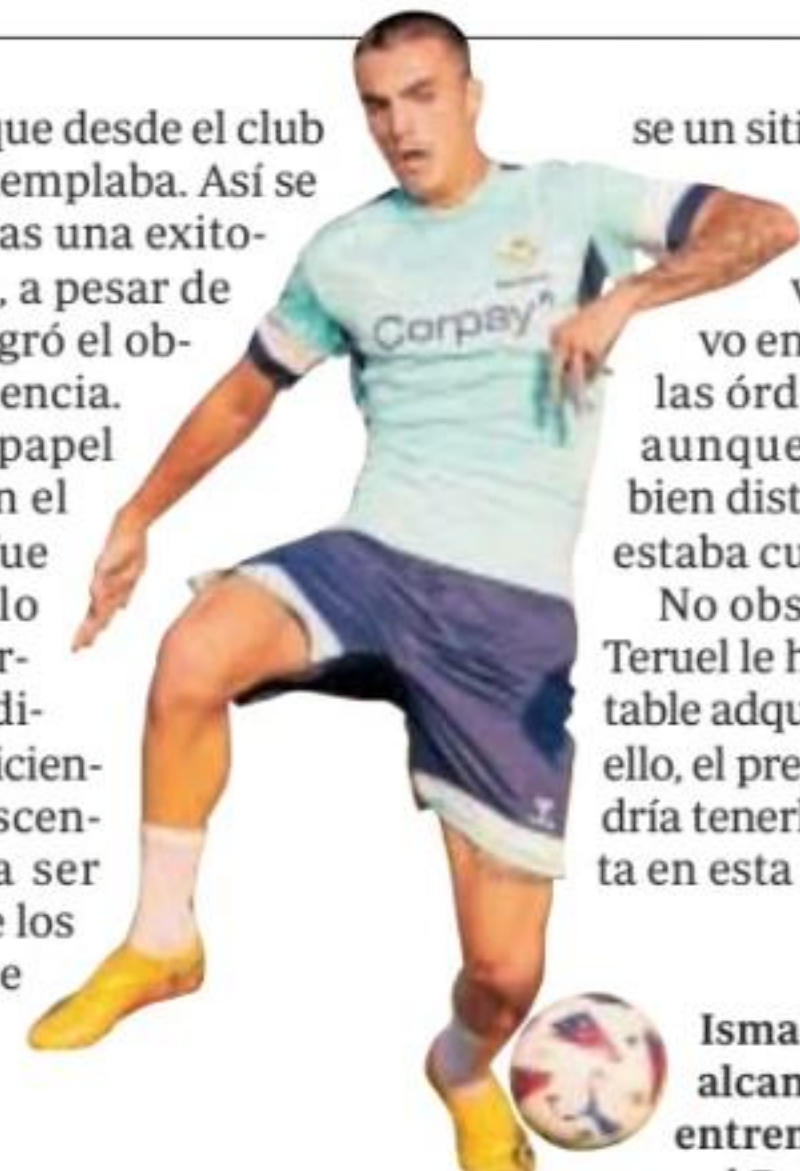 que desde el club
emplaba. Así se
as una exito-
, a pesar de
gró el ob-
encia.
papel
n el
ue
lo
r-
di-
icien-
scen-
a ser
e los
e
Corpay
se un siti
v
vo en
las órd
aunque
bien dist
estaba cu
No obs
Teruel le h
table adqu
ello, el pre
dría tener
ta en esta
Isma
alcan
entren